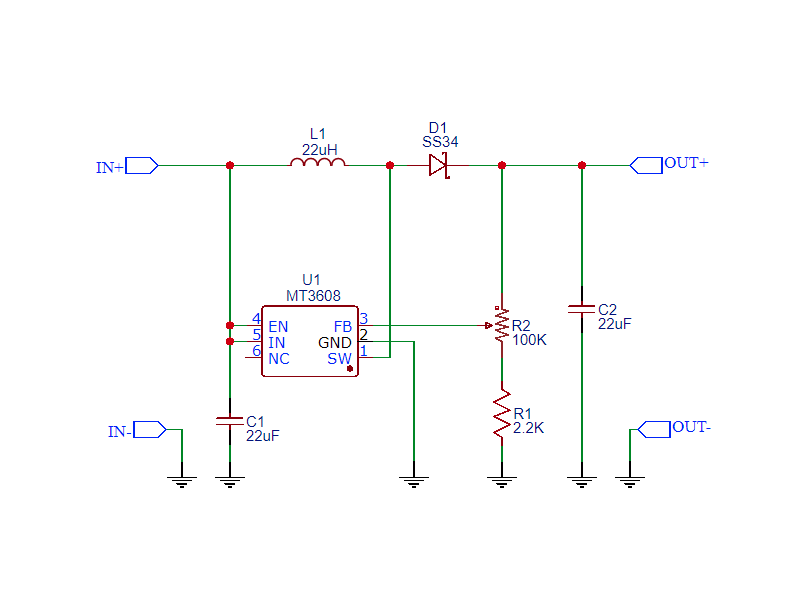 L1
22uH
D1
SS34
IN+
OUT+
U1
MT3608
4 EN FB 3
5 IN GND 2
6 NC SW 1
R2
100K
C2
22uF
C1
22uF
R1
2.2K
IN-
OUT-